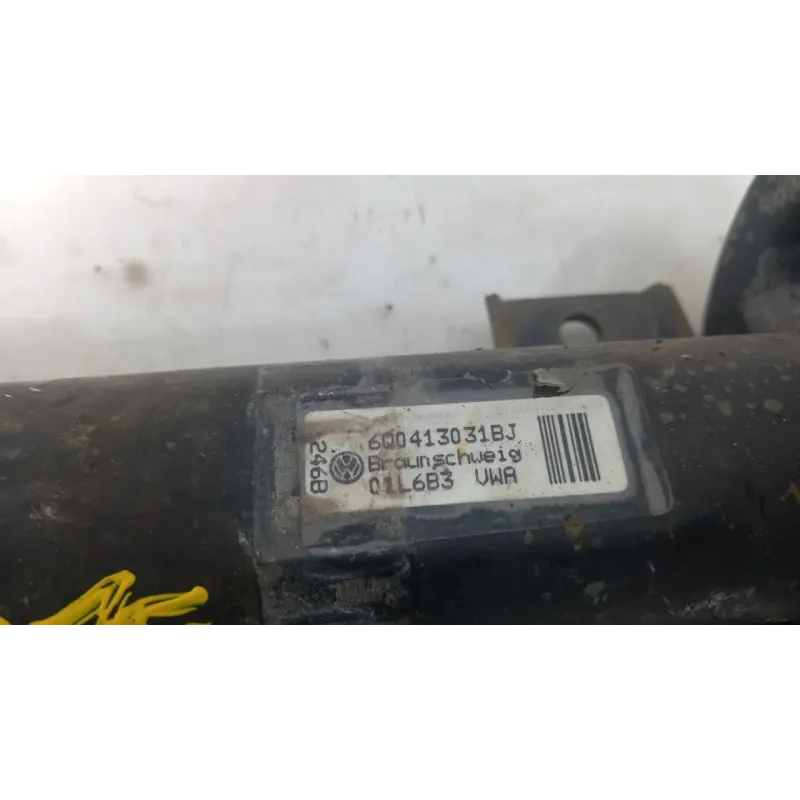 6Q0413031BJ
Braunschweig
01L6B3 VWA
246B